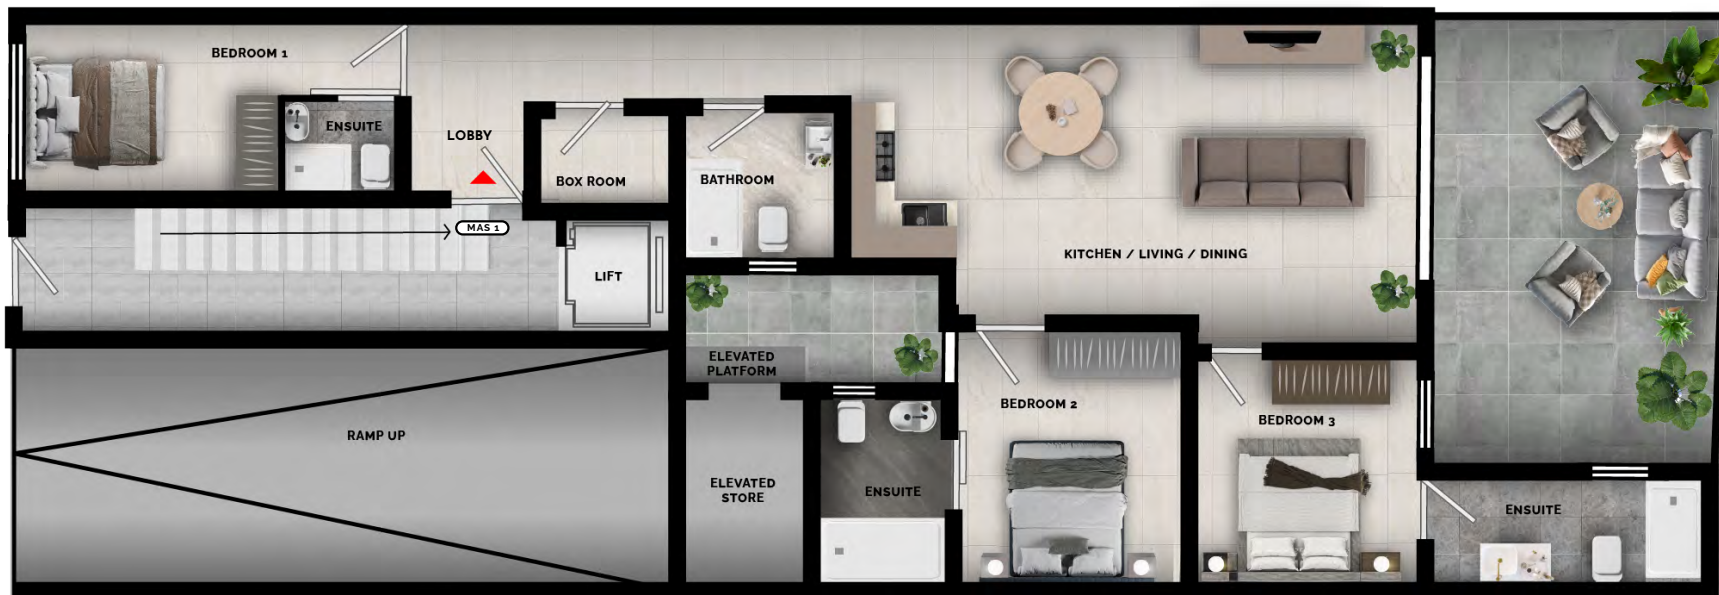 BEDROOM 1
ENSUITE
LOBBY
BOX ROOM
BATHROOM
MAS 1
LIFT
KITCHEN / LIVING / DINING
ELEVATED
PLATFORM
RAMP UP
BEDROOM 2
BEDROOM 3
ELEVATED
STORE
ENSUITE
ENSUITE